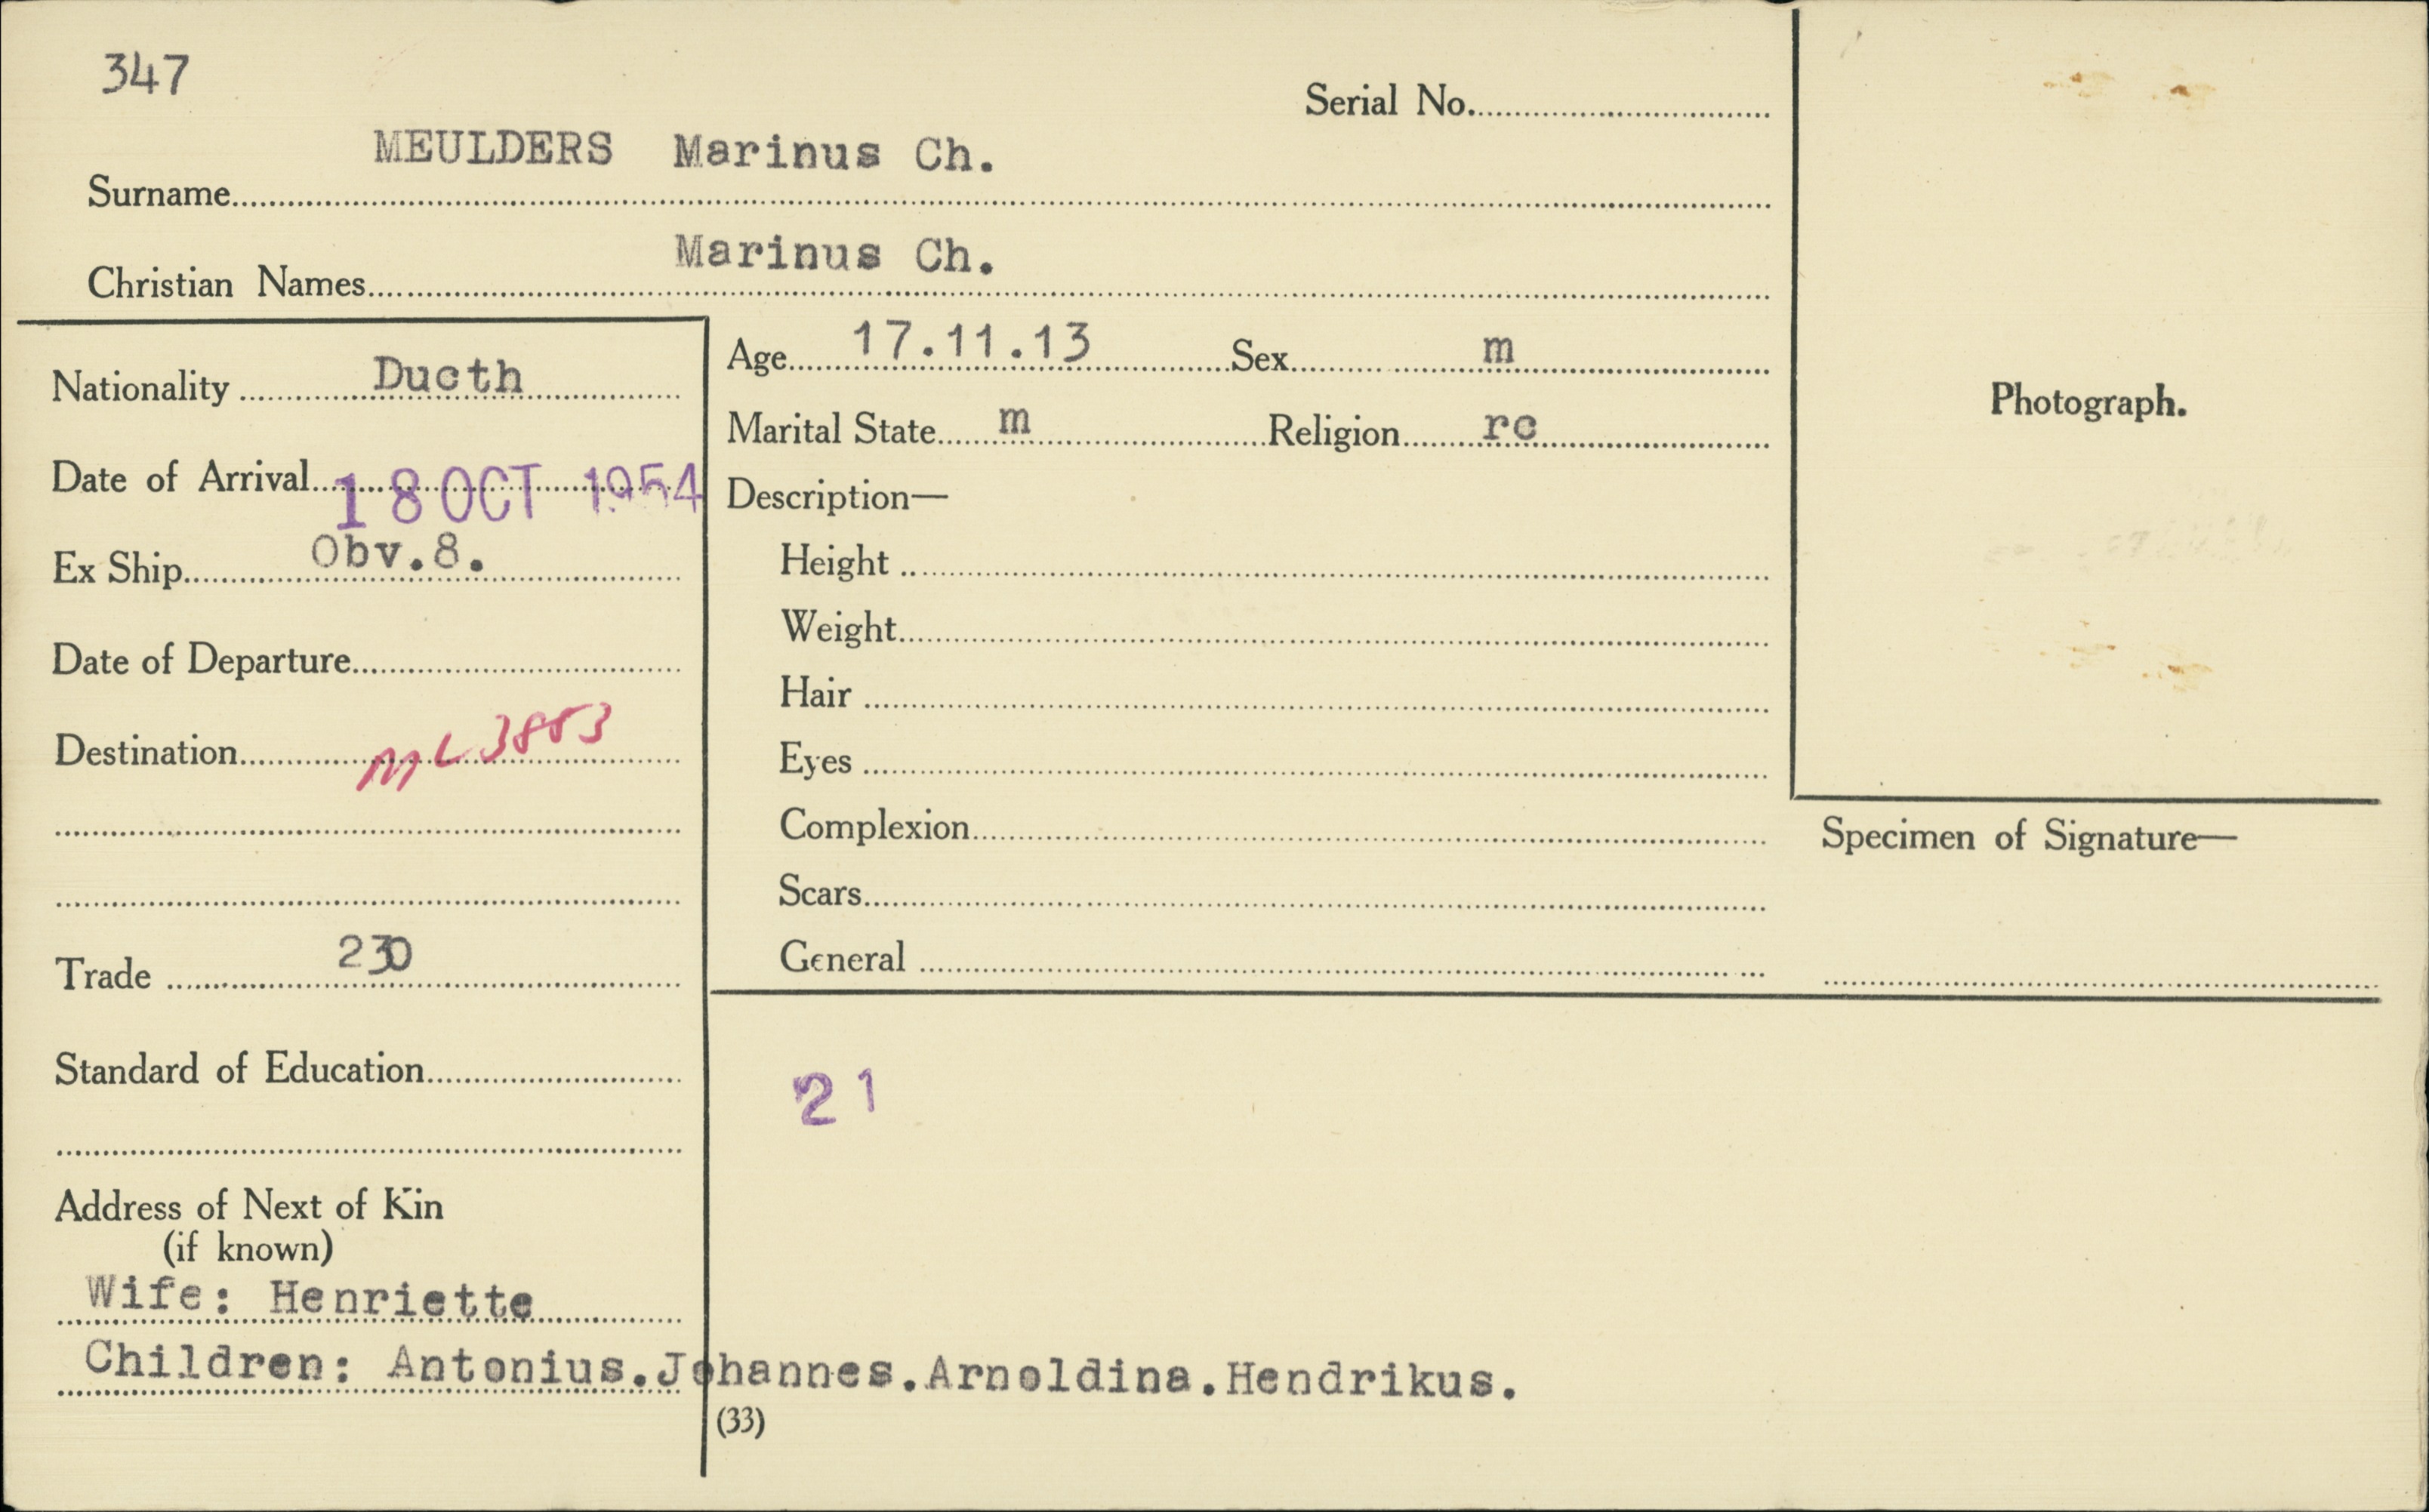 347
Serial No.
MEULDERS Marinus Ch.
Surname
Marinus Ch.
Christian Names
Nationality Ducth
Date of Arrival 18 OCT 1954
Ex Ship Obv.8.
Date of Departure
Destination ML 3853
Trade 230
Standard of Education
Address of Next of Kin
(if known)
Wife: Henriette
Children: Antonius.Johannes.Arnoldina.Hendrikus.
(33)
Age 17.11.13 Sex m
Marital State m Religion rc
Description—
Height
Weight
Hair
Eyes
Complexion
Scars
General
21
Photograph.
Specimen of Signature—